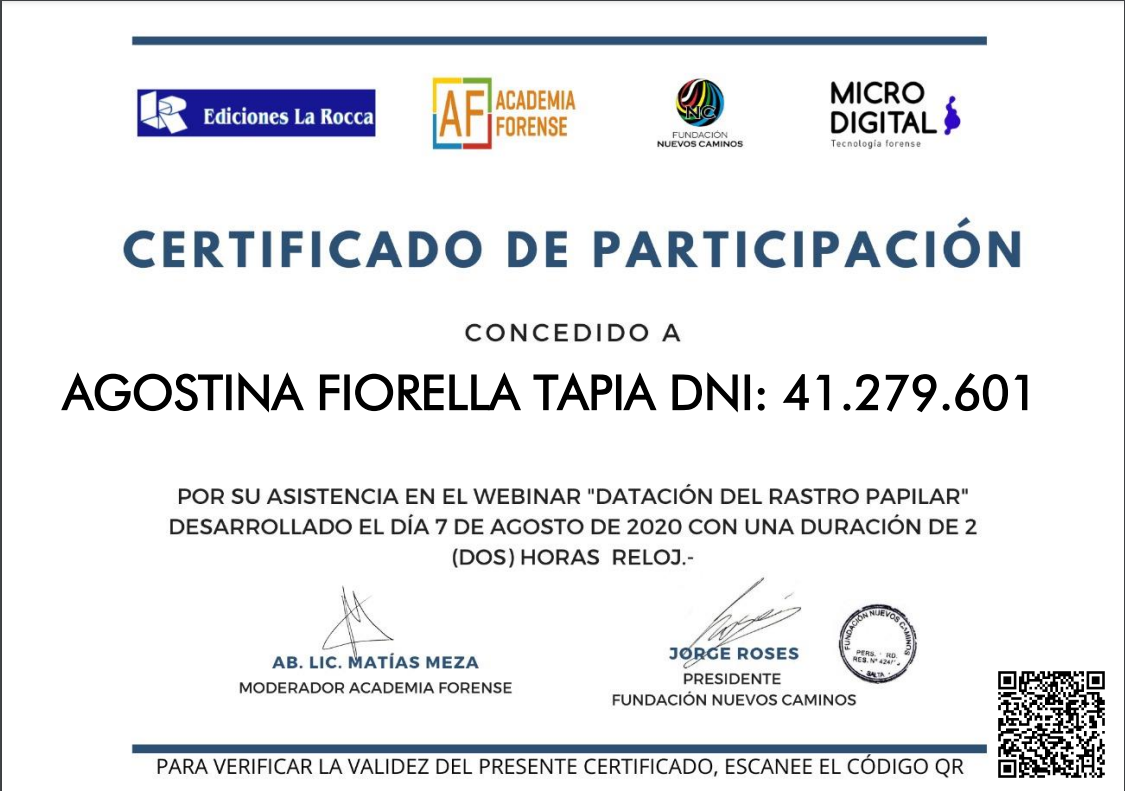 Ediciones La Rocca
AF ACADEMIA FORENSE
NC
FUNDACIÓN
NUEVOS CAMINOS
MICRO
DIGITAL
Tecnología forense
CERTIFICADO DE PARTICIPACIÓN
CONCEDIDO A
AGOSTINA FIORELLA TAPIA DNI: 41.279.601
POR SU ASISTENCIA EN EL WEBINAR "DATACIÓN DEL RASTRO PAPILAR"
DESARROLLADO EL DÍA 7 DE AGOSTO DE 2020 CON UNA DURACIÓN DE 2
(DOS) HORAS RELOJ.-
AB. LIC. MATÍAS MEZA
MODERADOR ACADEMIA FORENSE
JORGE ROSES
PRESIDENTE
FUNDACIÓN NUEVOS CAMINOS
FUNDACIÓN NUEVOS CAMINOS
PERS.
RES. Nº
SALTA
PARA VERIFICAR LA VALIDEZ DEL PRESENTE CERTIFICADO, ESCANEE EL CÓDIGO QR